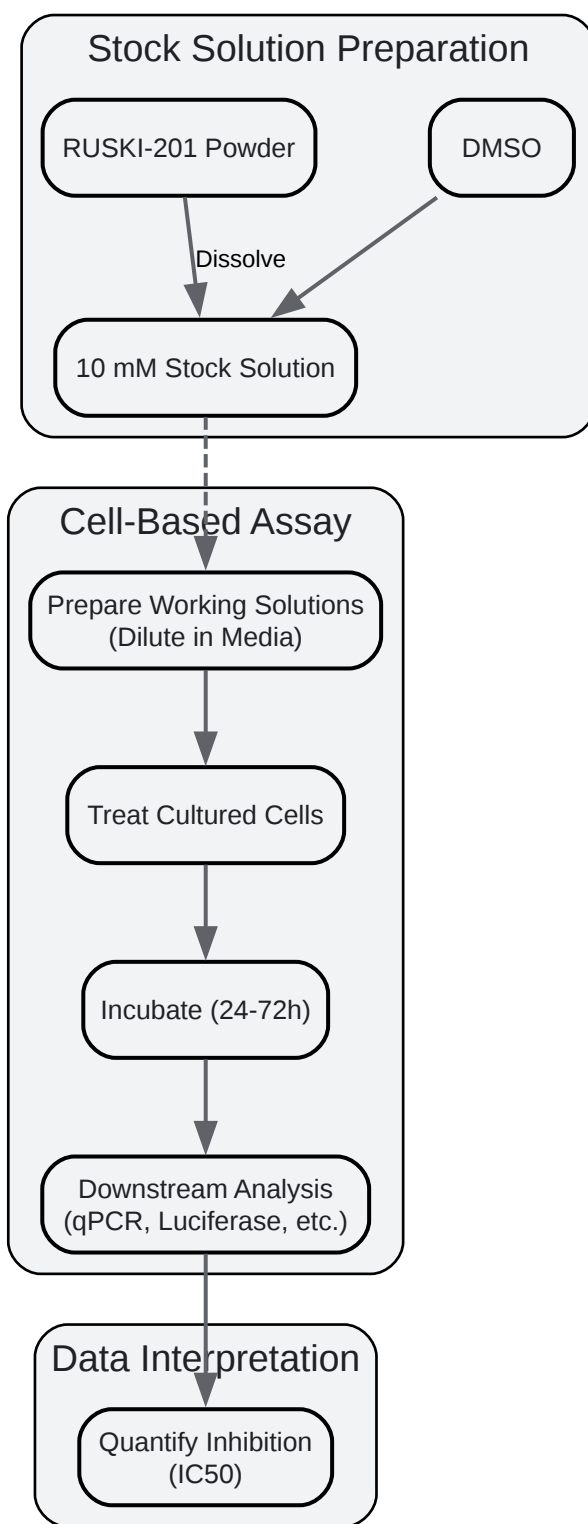 Stock Solution Preparation
RUSKI-201 Powder
DMSO
Dissolve
10 mM Stock Solution
Cell-Based Assay
Prepare Working Solutions
(Dilute in Media)
Treat Cultured Cells
Incubate (24-72h)
Downstream Analysis
(qPCR, Luciferase, etc.)
Data Interpretation
Quantify Inhibition
(IC50)